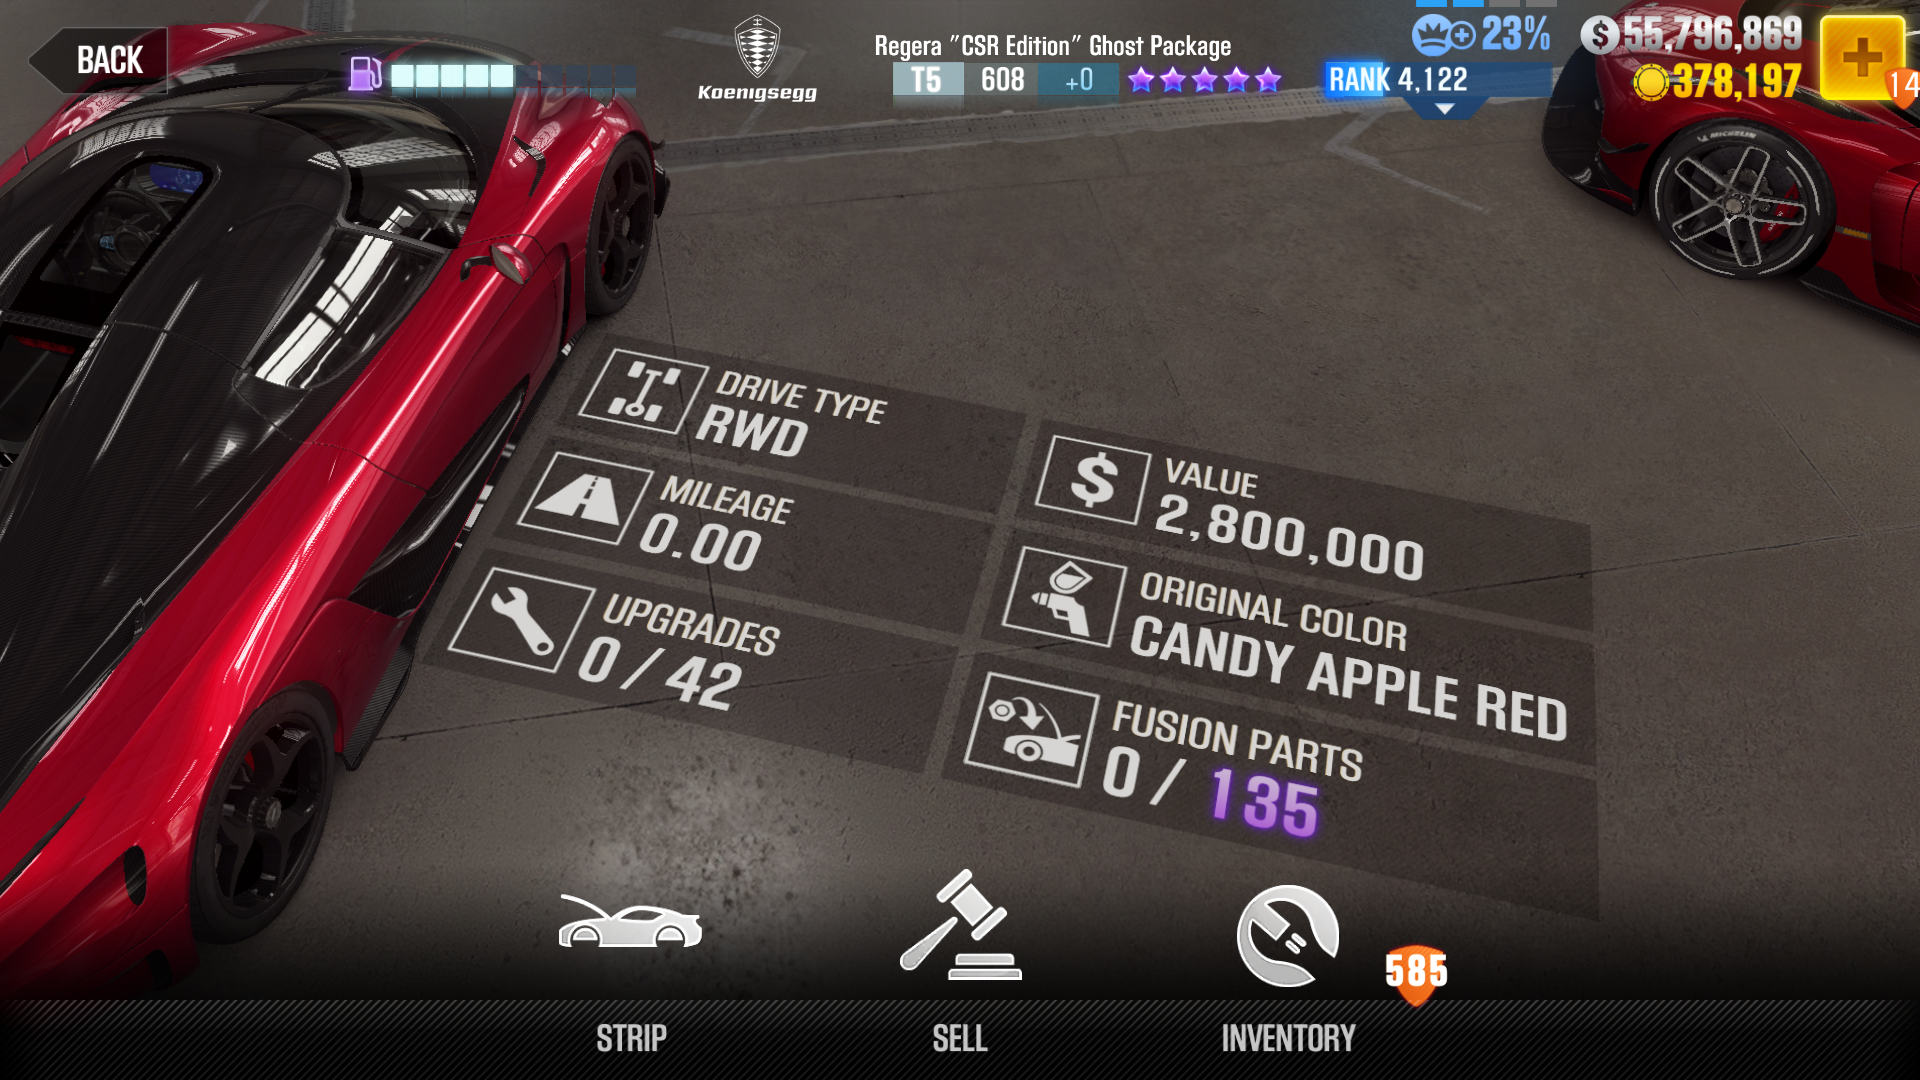 BACK
Koenigsegg
Regera "CSR Edition" Ghost Package
T5 608 +0
RANK 4,122
23%
$ 55,796,869
378,197
14
MICHELIN
DRIVE TYPE
RWD
MILEAGE
0.00
UPGRADES
0 / 42
$ VALUE
2,800,000
ORIGINAL COLOR
CANDY APPLE RED
FUSION PARTS
0 / 135
585
STRIP
SELL
INVENTORY